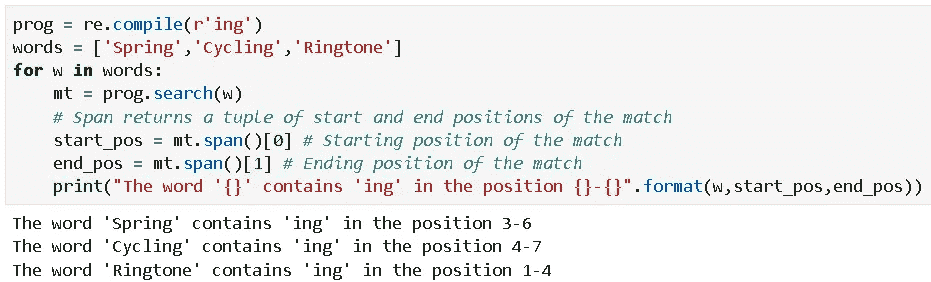 prog = re.compile(r'ing')
words = ['Spring','Cycling','Ringtone']
for w in words:
    mt = prog.search(w)
    # Span returns a tuple of start and end positions of the match
    start_pos = mt.span()[0] # Starting position of the match
    end_pos = mt.span()[1] # Ending position of the match
    print("The word '{}' contains 'ing' in the position {}-{}".format(w,start_pos,end_pos))
The word 'Spring' contains 'ing' in the position 3-6
The word 'Cycling' contains 'ing' in the position 4-7
The word 'Ringtone' contains 'ing' in the position 1-4